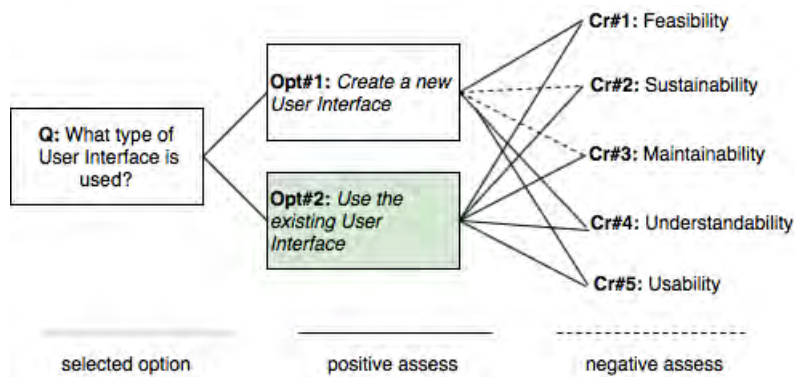 Q: What type of
User Interface is
used?
Opt#1: Create a new
User Interface
Opt#2: Use the
existing User
Interface
Cr#1: Feasibility
Cr#2: Sustainability
Cr#3: Maintainability
Cr#4: Understandability
Cr#5: Usability
selected option
positive assess
negative assess